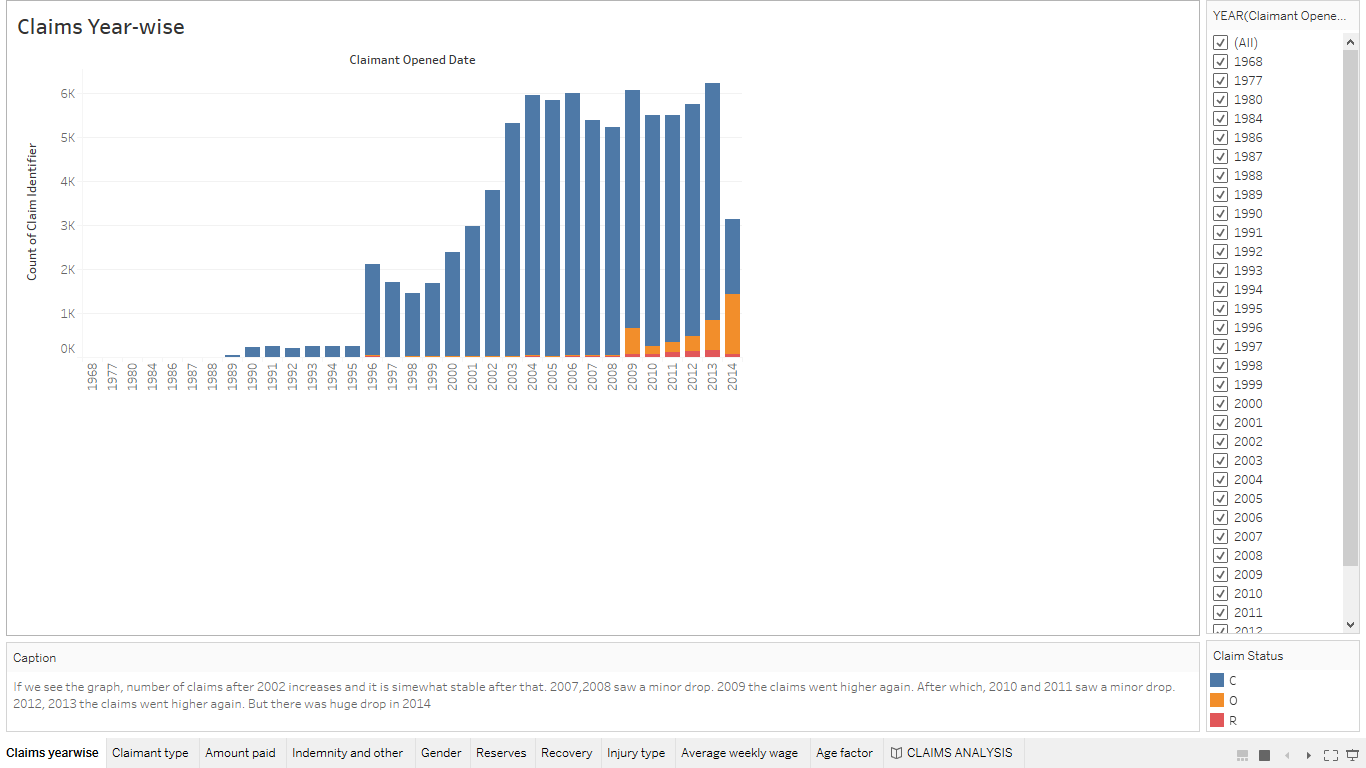 Claims Year-wise
Claimant Opened Date
Count of Claim Identifier
6K
5K
4K
3K
2K
1K
0K
1968
1977
1980
1984
1986
1987
1988
1989
1990
1991
1992
1993
1994
1995
1996
1997
1998
1999
2000
2001
2002
2003
2004
2005
2006
2007
2008
2009
2010
2011
2012
2013
2014
YEAR(Claimant Opene...
(All)
1968
1977
1980
1984
1986
1987
1988
1989
1990
1991
1992
1993
1994
1995
1996
1997
1998
1999
2000
2001
2002
2003
2004
2005
2006
2007
2008
2009
2010
2011
2012
Caption
If we see the graph, number of claims after 2002 increases and it is simewhat stable after that. 2007,2008 saw a minor drop. 2009 the claims went higher again. After which, 2010 and 2011 saw a minor drop.
2012, 2013 the claims went higher again. But there was huge drop in 2014
Claim Status
C
O
R
Claims yearwise
Claimant type
Amount paid
Indemnity and other
Gender
Reserves
Recovery
Injury type
Average weekly wage
Age factor
CLAIMS ANALYSIS